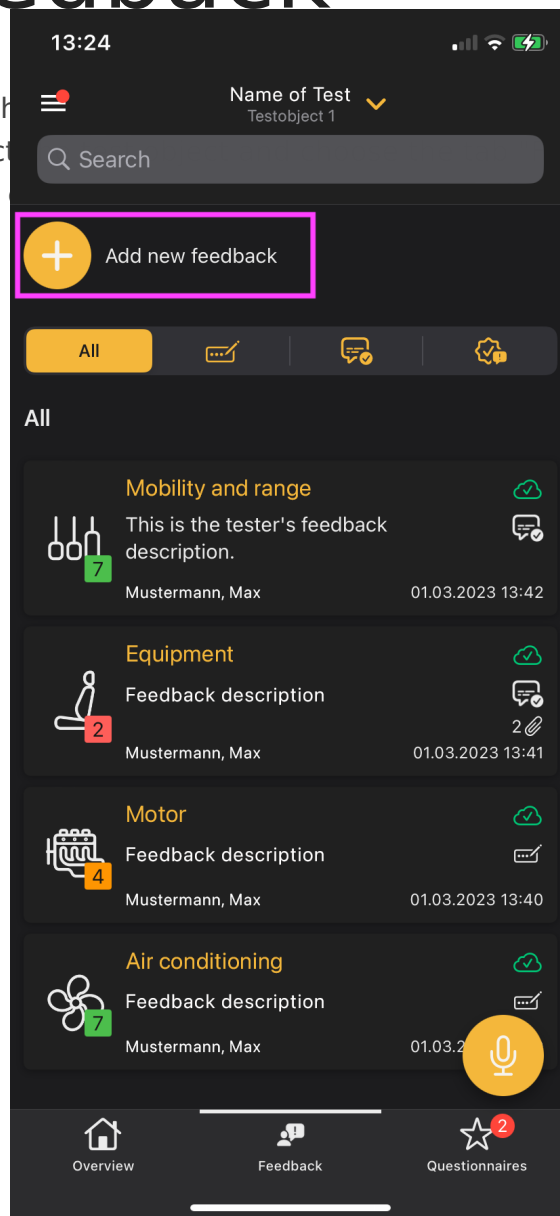 13:24
Name of Test
Testobject 1
Search
Add new feedback
All
All
Mobility and range
This is the tester's feedback
description.
7
Mustermann, Max 01.03.2023 13:42
Equipment
Feedback description
2
2
Mustermann, Max 01.03.2023 13:41
Motor
Feedback description
4
Mustermann, Max 01.03.2023 13:40
Air conditioning
Feedback description
7
Mustermann, Max
2
Overview Feedback Questionnaires